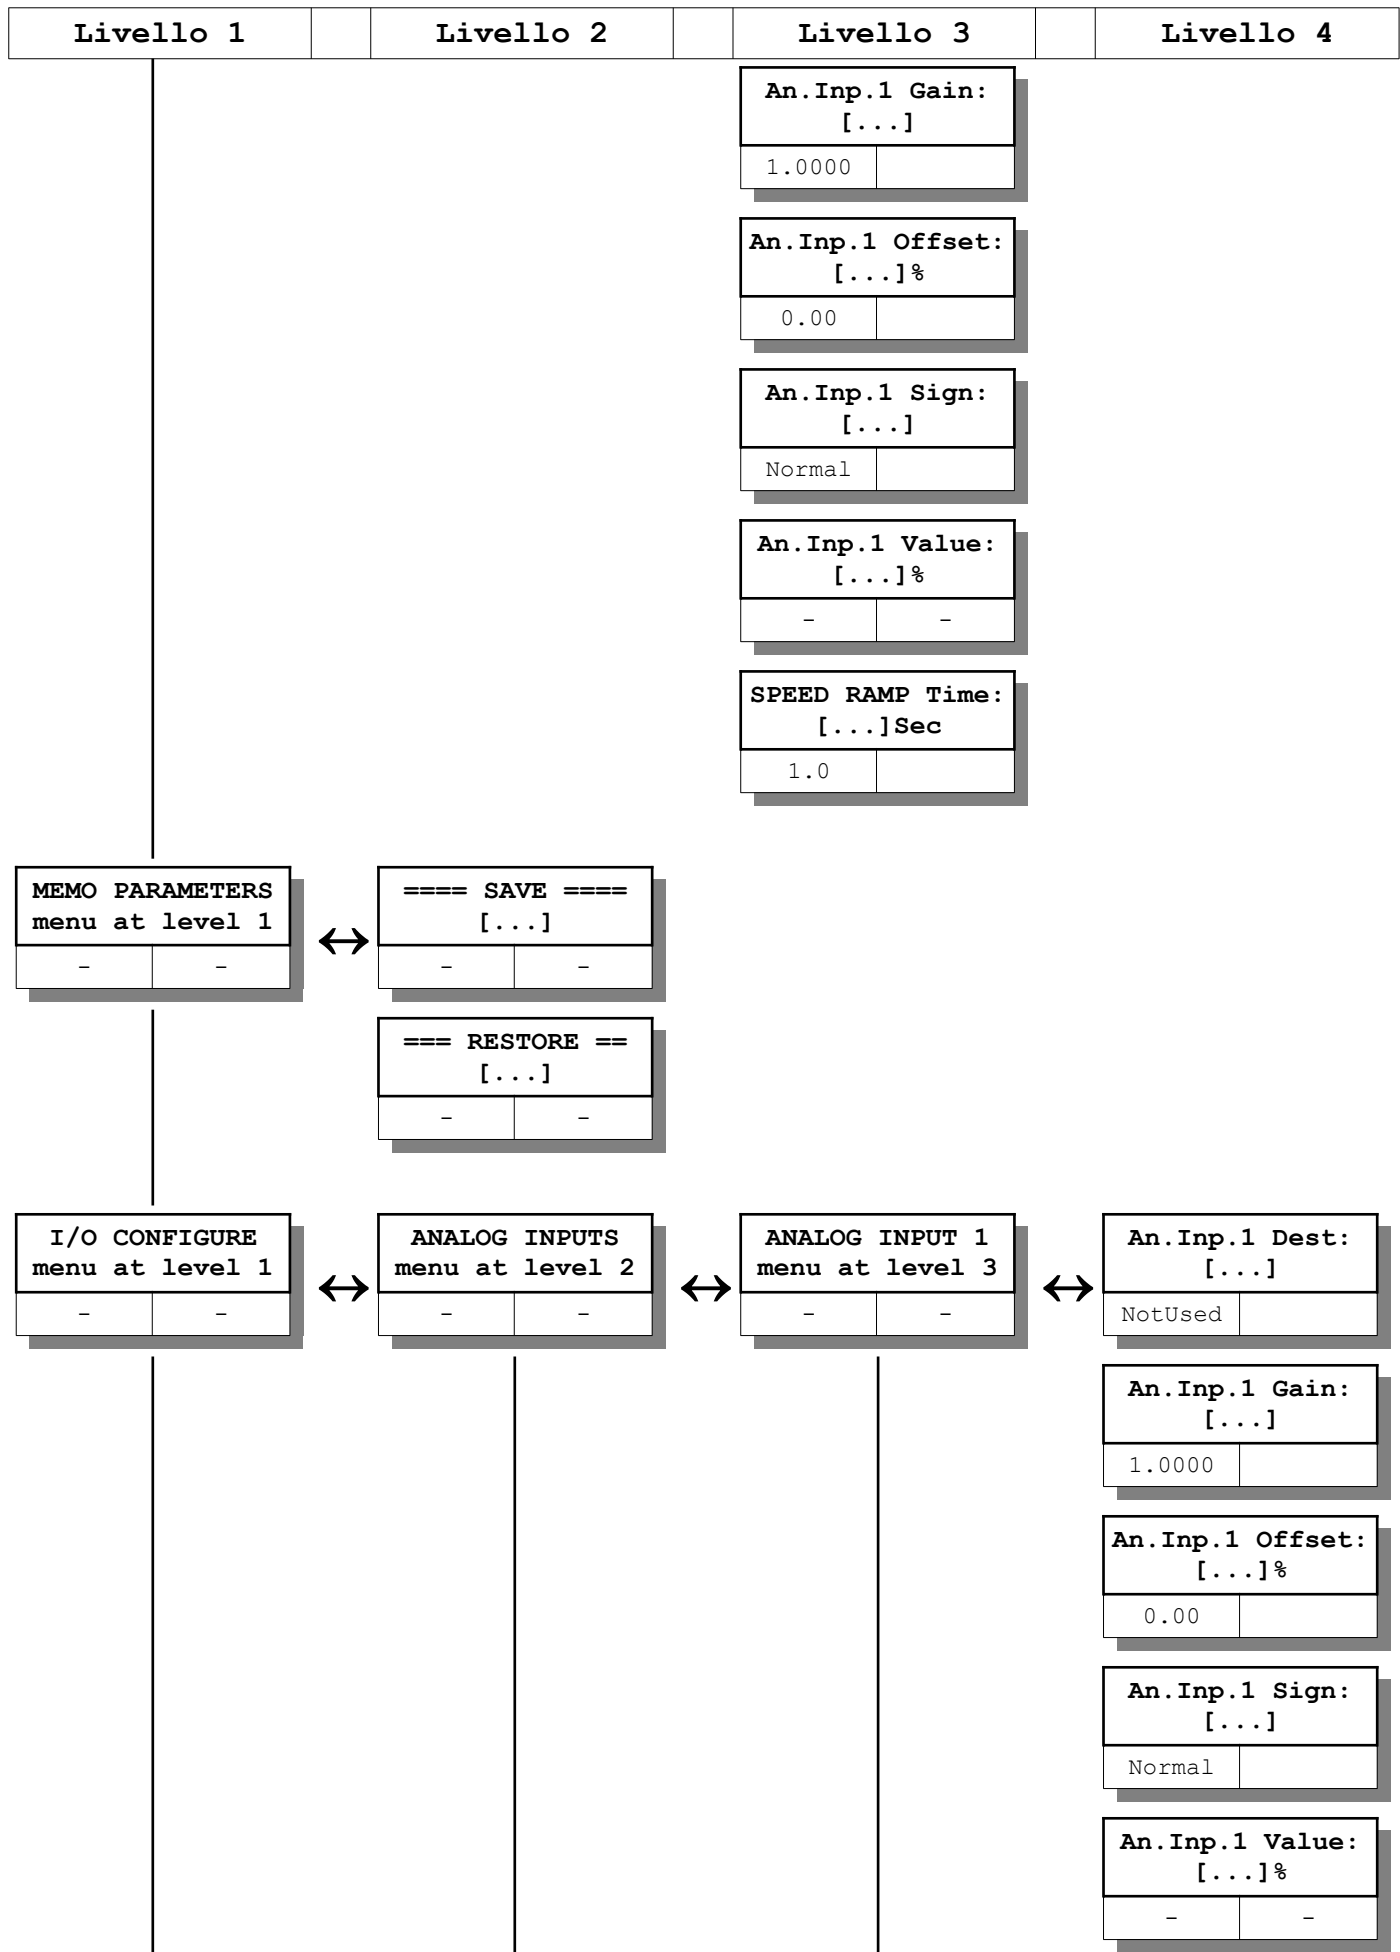 Livello 1 Livello 2 Livello 3 Livello 4
An.Inp.1 Gain:
[...]
1.0000
An.Inp.1 Offset:
[...]%
0.00
An.Inp.1 Sign:
[...]
Normal
An.Inp.1 Value:
[...]%
- -
SPEED RAMP Time:
[...]Sec
1.0
MEMO PARAMETERS
menu at level 1
- -
==== SAVE ====
[...]
- -
=== RESTORE ==
[...]
- -
I/O CONFIGURE
menu at level 1
- -
ANALOG INPUTS
menu at level 2
- -
ANALOG INPUT 1
menu at level 3
- -
An.Inp.1 Dest:
[...]
NotUsed
An.Inp.1 Gain:
[...]
1.0000
An.Inp.1 Offset:
[...]%
0.00
An.Inp.1 Sign:
[...]
Normal
An.Inp.1 Value:
[...]%
- -